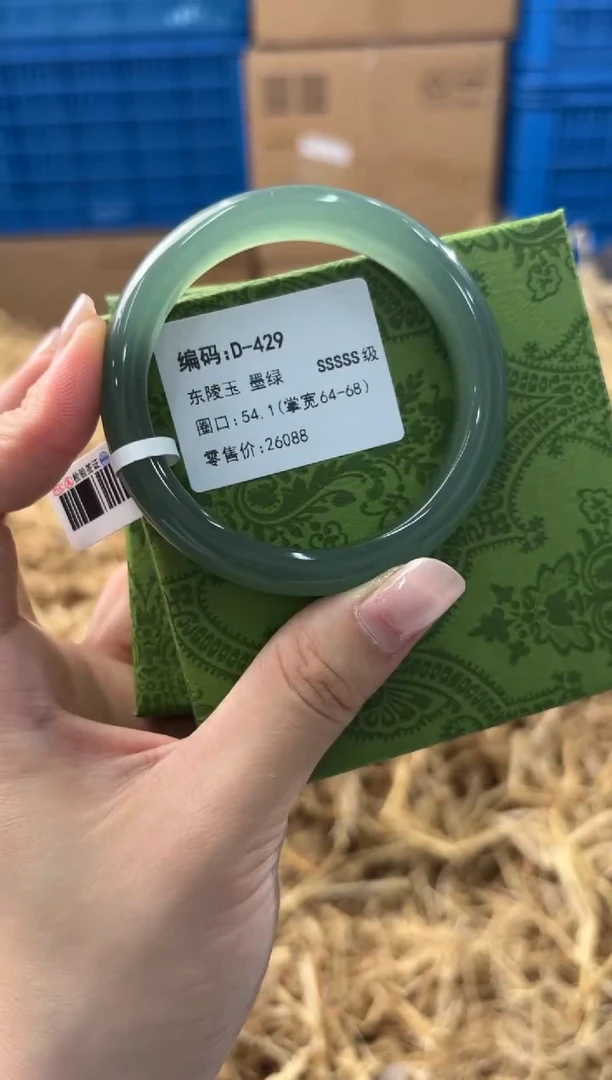 编码:D-429
SSSSS级
东陵玉 墨绿
圈口:54.1(掌宽64-68)
零售价:26088